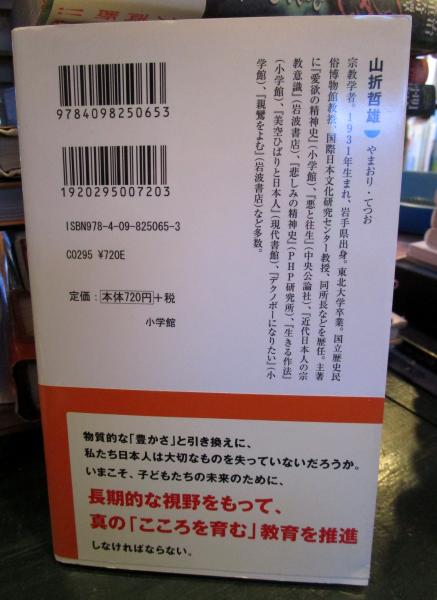 山折哲雄 やまおり・てつお
宗教学者。1931年生まれ、岩手県出身。東北大学卒業。国立歴史民
俗博物館教授、国際日本文化研究センター教授、同所長などを歴任。主著
に『愛欲の精神史』(小学館)、『悪と往生』(中央公論社)、『近代日本人の宗
教意識』(岩波書店)、『悲しみの精神史』(PHP研究所)、『生きる作法』
(小学館)、『美空ひばりと日本人』(現代書館)、『デクノボーになりたい』(小
学館)、『親鸞をよむ』(岩波書店)など多数。
9784098250653
1920295007203
ISBN978-4-09-825065-3
C0295 ¥720E
定価:本体720円+税
小学館
物質的な「豊かさ」と引き換えに、
私たち日本人は大切なものを失っていないだろうか。
いまこそ、子どもたちの未来のために、
長期的な視野をもって、
真の「こころを育む」教育を推進
しなければならない。